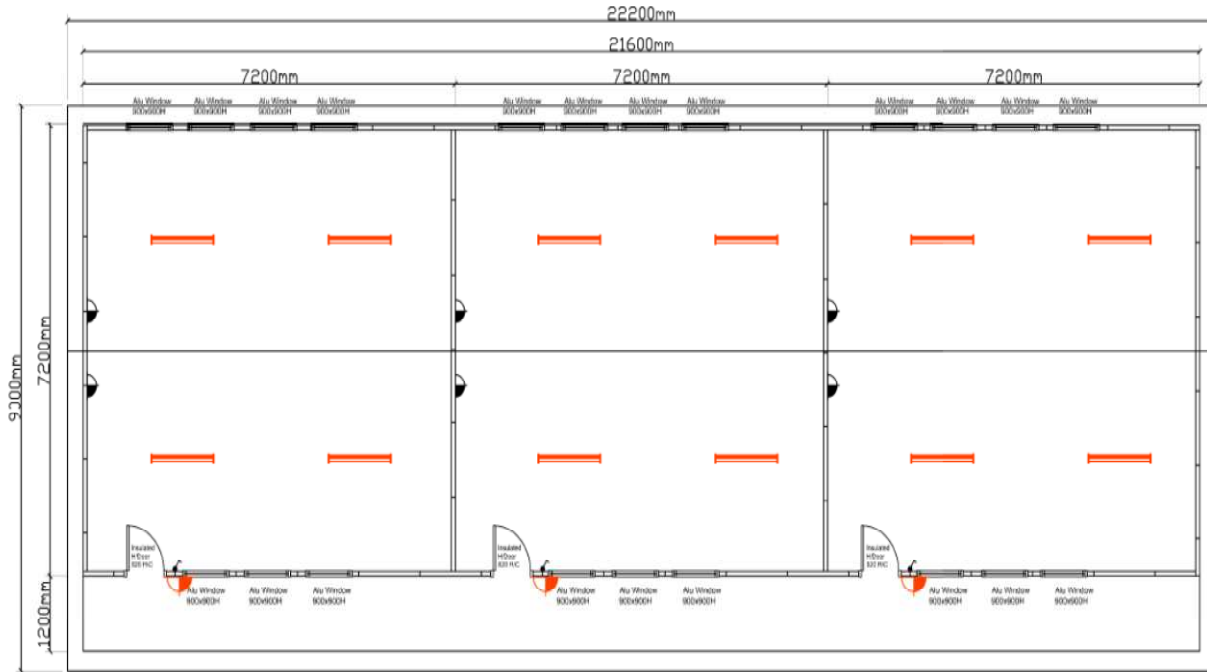 22200mm
21600mm
7200mm 7200mm 7200mm
Alu Window Alu Window Alu Window Alu Window Alu Window Alu Window Alu Window Alu Window Alu Window Alu Window Alu Window Alu Window
900x900H 900x900H 900x900H 900x900H 900x900H 900x900H 900x900H 900x900H 900x900H 900x900H 900x900H 900x900H
7200mm
9300mm
Insulated Insulated Insulated
H/Door H/Door H/Door
820 R/C 820 R/C 820 R/C
Alu Window Alu Window Alu Window Alu Window Alu Window Alu Window Alu Window Alu Window Alu Window
900x900H 900x900H 900x900H 900x900H 900x900H 900x900H 900x900H 900x900H 900x900H
1200mm